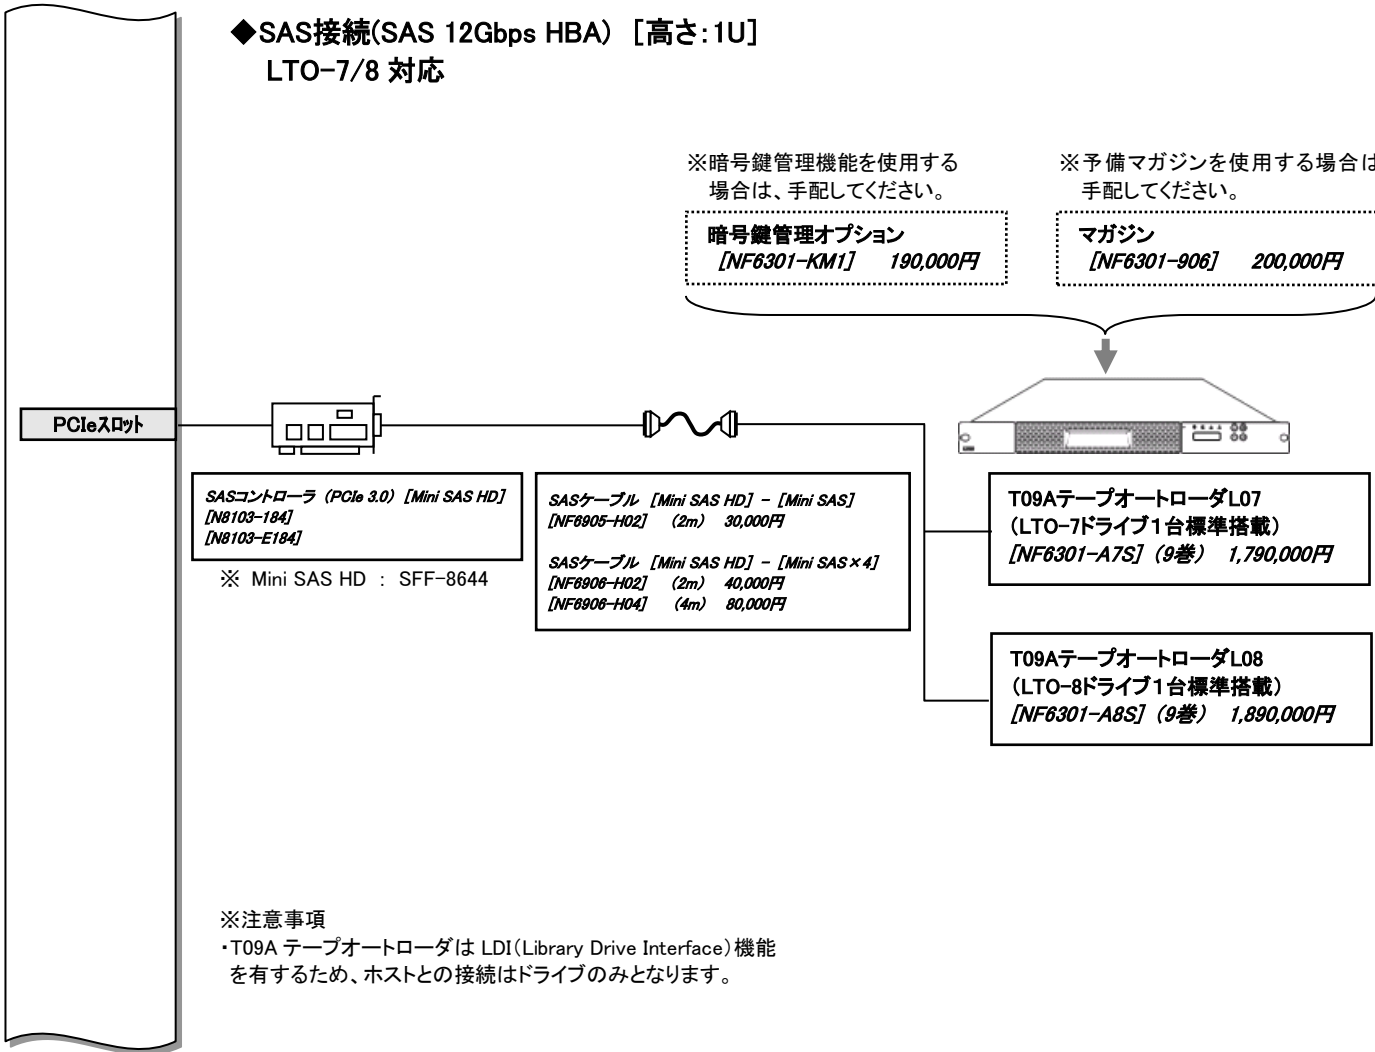 ◆SAS接続(SAS 12Gbps HBA) [高さ:1U]
LTO-7/8 対応
※暗号鍵管理機能を使用する
場合は、手配してください。
暗号鍵管理オプション
[NF6301-KM1] 190,000円
※予備マガジンを使用する場合は
手配してください。
マガジン
[NF6301-906] 200,000円
PCIeスロット
SASコントローラ (PCIe 3.0) [Mini SAS HD]
[N8103-184]
[N8103-E184]
※ Mini SAS HD : SFF-8644
SASケーブル [Mini SAS HD] - [Mini SAS]
[NF6905-H02] (2m) 30,000円
SASケーブル [Mini SAS HD] - [Mini SAS×4]
[NF6906-H02] (2m) 40,000円
[NF6906-H04] (4m) 80,000円
T09AテープオートローダL07
(LTO-7ドライブ1台標準搭載)
[NF6301-A7S] (9巻) 1,790,000円
T09AテープオートローダL08
(LTO-8ドライブ1台標準搭載)
[NF6301-A8S] (9巻) 1,890,000円
※注意事項
・T09A テープオートローダは LDI(Library Drive Interface)機能
を有するため、ホストとの接続はドライブのみとなります。